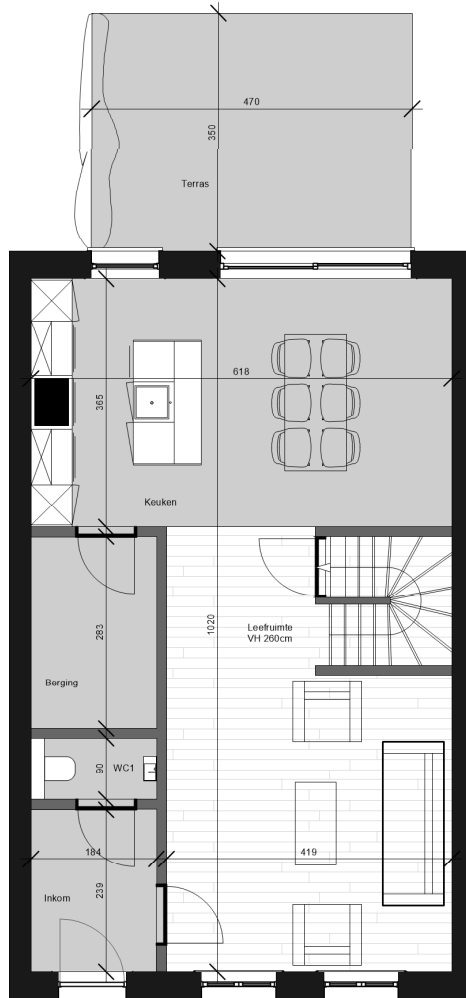 470
350
Terras
618
365
Keuken
1020
Leefruimte
VH 260cm
283
Berging
WC1
90
184
419
239
Inkom